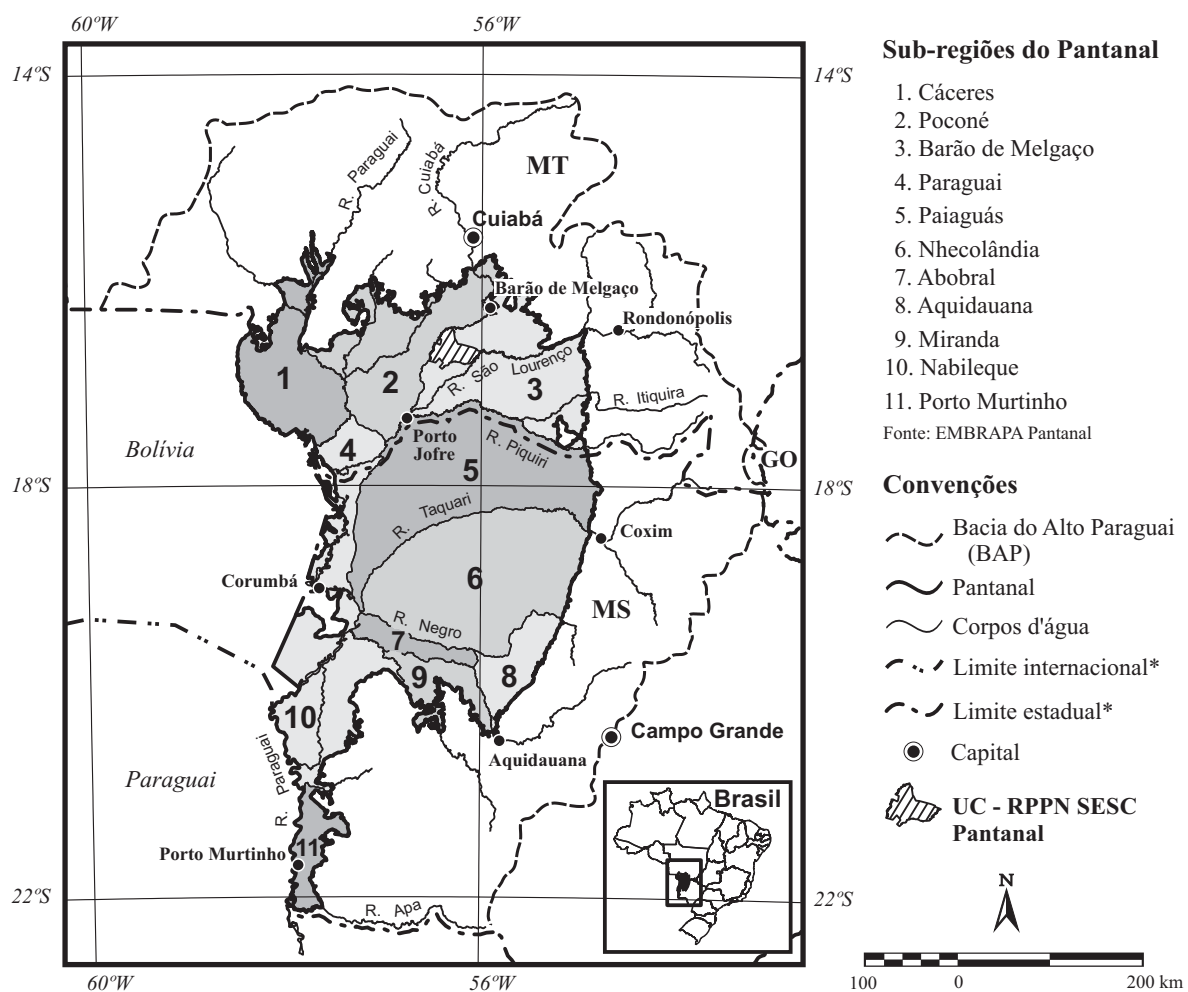 60ºW
56ºW
14ºS
14ºS
MT
R. Paraguai
R. Cuiabá
Cuiabá
Barão de Melgaço
Rondonópolis
1
2
R. São Lourenço
3
R. Itiquira
Porto
Jofre
4
R. Piquiri
Bolívia
5
GO
18ºS
18ºS
R. Taquari
Coxim
Corumbá
6
MS
R. Negro
7
9
8
10
Campo Grande
Aquidauana
Paraguai
R. Paraguai
Porto Murtinho
11
22ºS
22ºS
R. Apa
Brasil
60ºW
56ºW
Sub-regiões do Pantanal
1. Cáceres
2. Poconé
3. Barão de Melgaço
4. Paraguai
5. Paiaguás
6. Nhecolândia
7. Abobral
8. Aquidauana
9. Miranda
10. Nabileque
11. Porto Murtinho
Fonte: EMBRAPA Pantanal
Convenções
Bacia do Alto Paraguai
(BAP)
Pantanal
Corpos d'água
Limite internacional*
Limite estadual*
Capital
UC - RPPN SESC
Pantanal
N
100 0 200 km